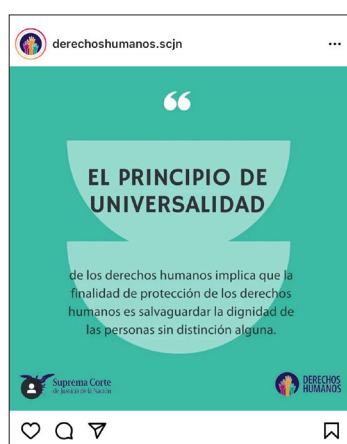 derechoshumanos.scjn
EL PRINCIPIO DE
UNIVERSALIDAD
de los derechos humanos implica que la
finalidad de protección de los derechos
humanos es salvaguardar la dignidad de
las personas sin distinción alguna.
Suprema Corte
de Justicia de la Nación
DERECHOS
HUMANOS